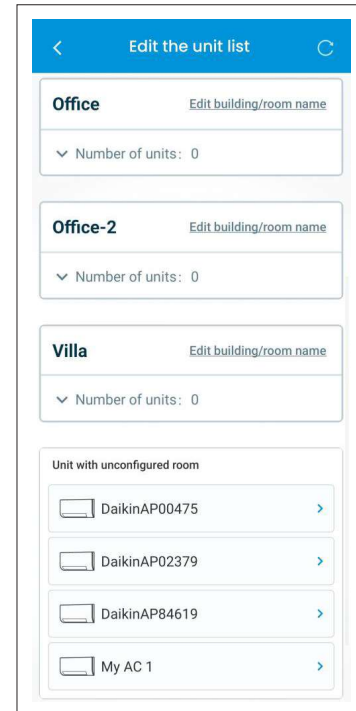 Edit the unit list
Office Edit building/room name
Number of units: 0
Office-2 Edit building/room name
Number of units: 0
Villa Edit building/room name
Number of units: 0
Unit with unconfigured room
DaikinAP00475
DaikinAP02379
DaikinAP84619
My AC 1